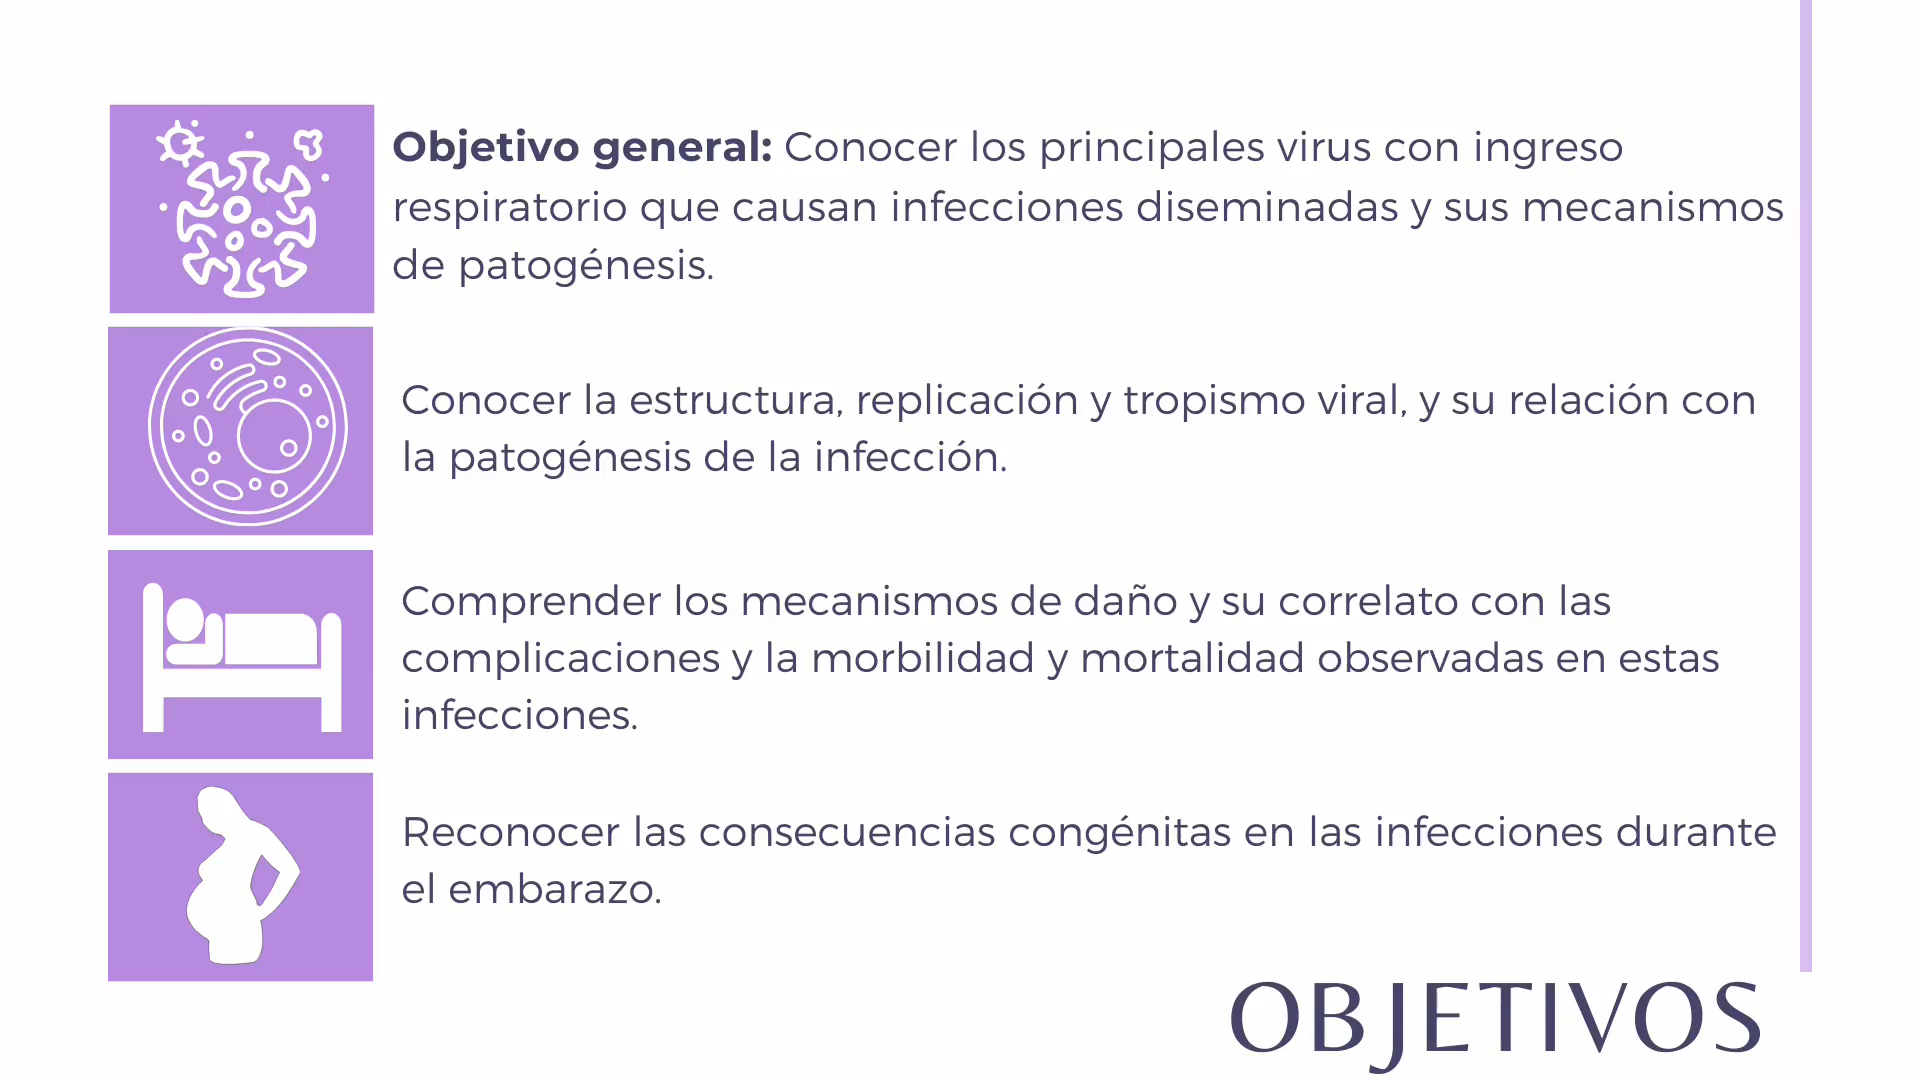 Objetivo general: Conocer los principales virus con ingreso
respiratorio que causan infecciones diseminadas y sus mecanismos
de patogénesis.
Conocer la estructura, replicación y tropismo viral, y su relación con
la patogénesis de la infección.
Comprender los mecanismos de daño y su correlato con las
complicaciones y la morbilidad y mortalidad observadas en estas
infecciones.
Reconocer las consecuencias congénitas en las infecciones durante
el embarazo.
OBJETIVOS